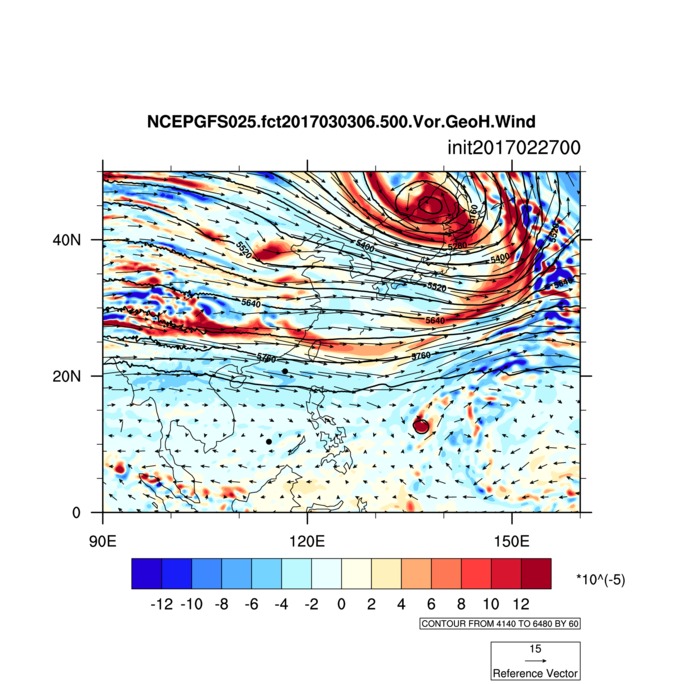 NCEPGFS025.fct2017030306.500.Vor.GeoH.Wind
init2017022700
40N
20N
0
90E 120E 150E
5520
5400
5280
5760
5520
5400
5520
5640
5640
5640
5760
5760
-12 -10 -8 -6 -4 -2 0 2 4 6 8 10 12
*10^(-5)
CONTOUR FROM 4140 TO 6480 BY 60
15
Reference Vector